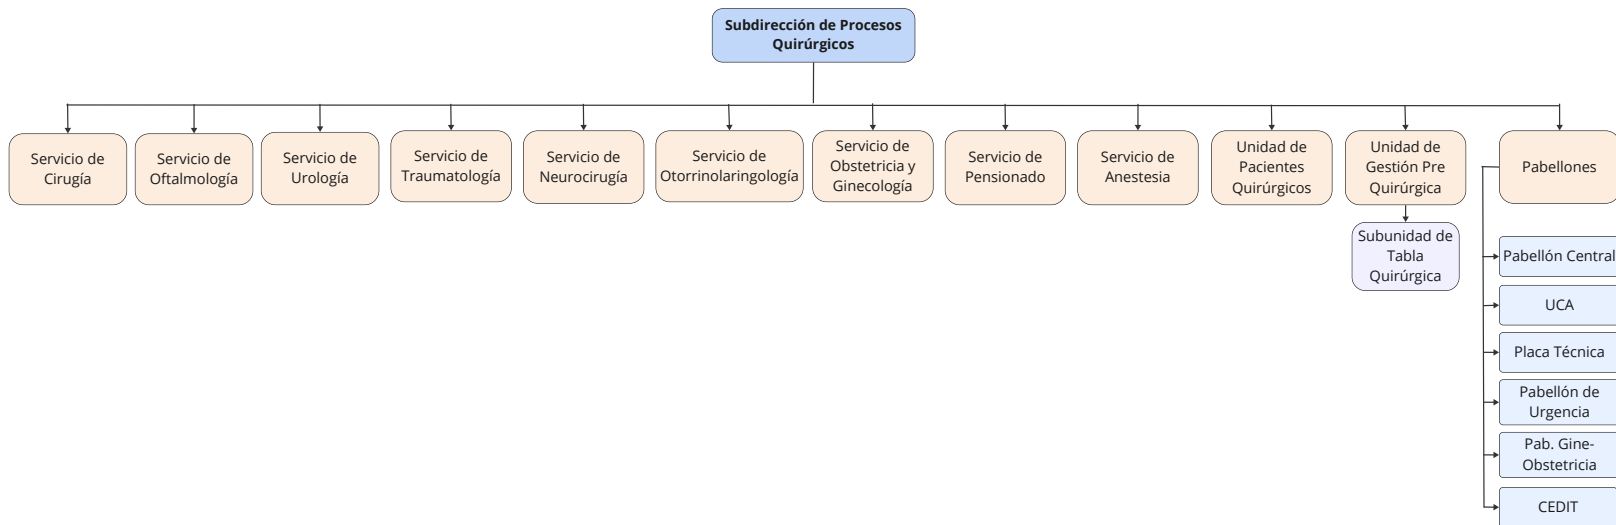 Subdirección de Procesos
Quirúrgicos
Servicio de
Cirugía
Servicio de
Oftalmología
Servicio de
Urología
Servicio de
Traumatología
Servicio de
Neurocirugía
Servicio de
Otorrinolaringología
Servicio de
Obstetricia y
Ginecología
Servicio de
Pensionado
Servicio de
Anestesia
Unidad de
Pacientes
Quirúrgicos
Unidad de
Gestión Pre
Quirúrgica
Subunidad de
Tabla
Quirúrgica
Pabellones
Pabellón Central
UCA
Placa Técnica
Pabellón de
Urgencia
Pab. Gine-
Obstetricia
CEDIT